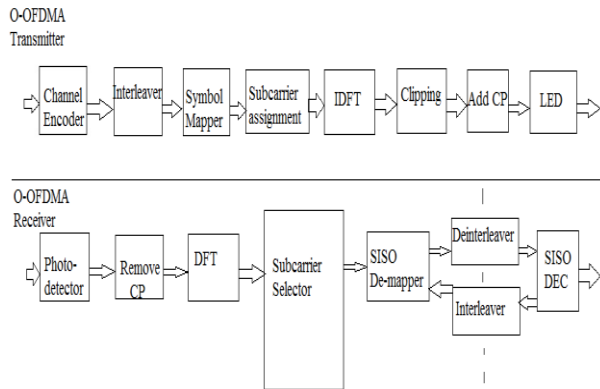 O-OFDMA
Transmitter
Channel
Encoder
Interleaver
Symbol
Mapper
Subcarrier
assignment
IDFT
Clipping
Add CP
LED
O-OFDMA
Receiver
Photo-
detector
Remove
CP
DFT
Subcarrier
Selector
SISO
De-mapper
Deinterleaver
Interleaver
SISO
DEC